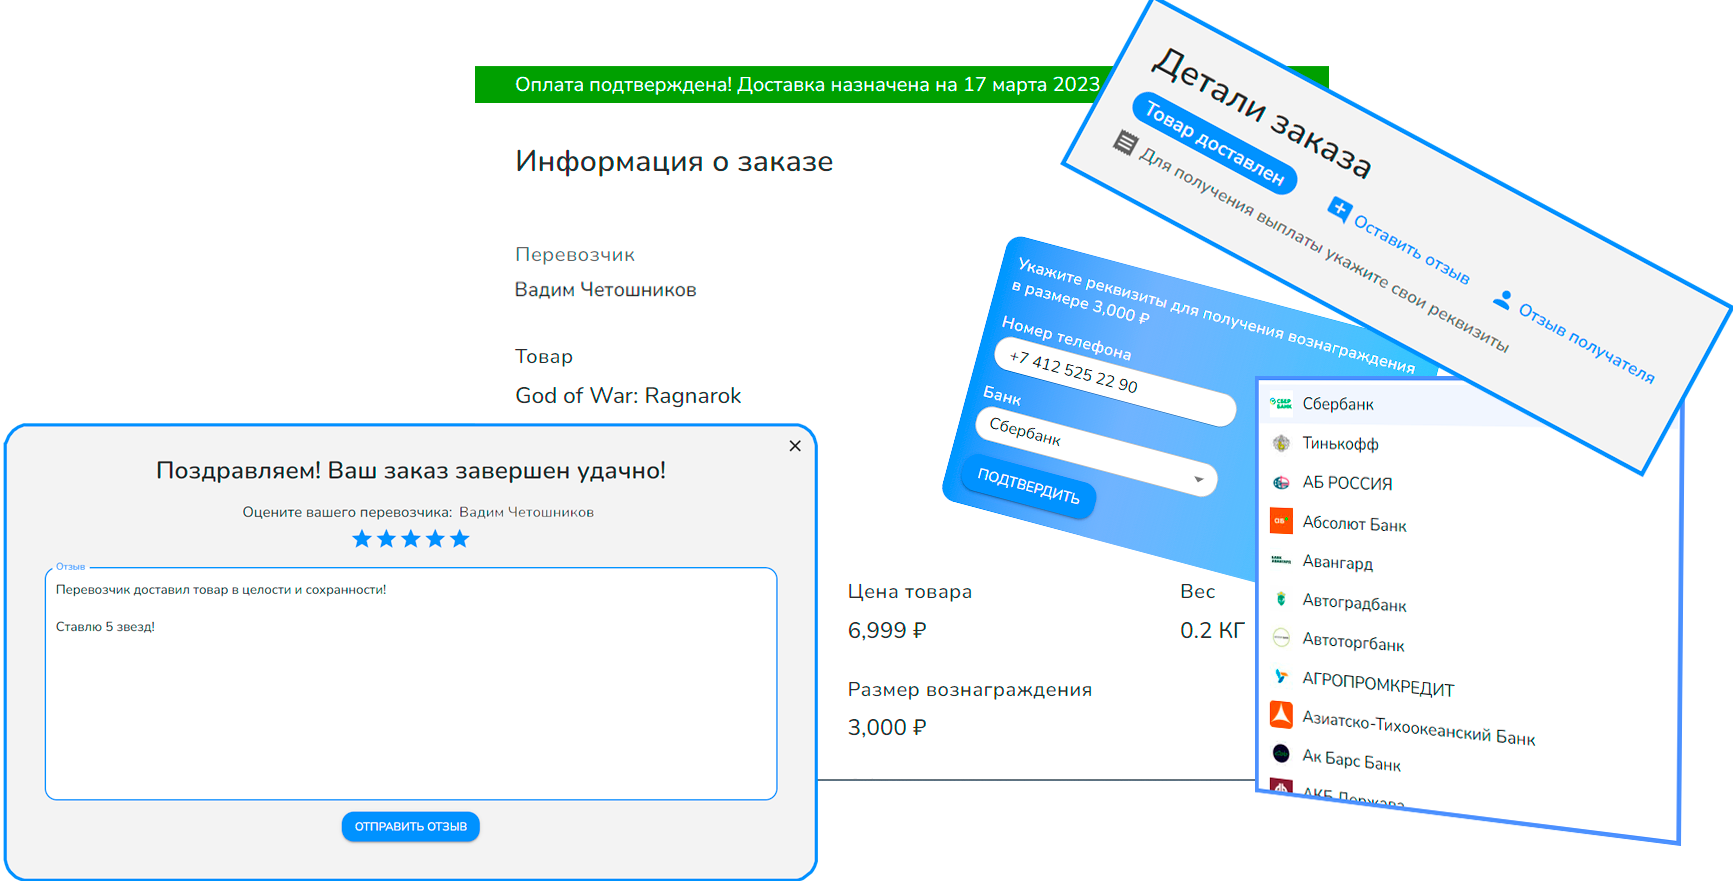 Оплата подтверждена! Доставка назначена на 17 марта 2023
Информация о заказе
Перевозчик
Вадим Четошников
Товар
God of War: Ragnarok
Цена товара
6,999 ₽
Вес
0.2 КГ
Размер вознаграждения
3,000 ₽
Детали заказа
Товар доставлен
Оставить отзыв
Отзыв получателя
Для получения выплаты укажите свои реквизиты
Укажите реквизиты для получения вознаграждения
в размере 3,000 ₽
Номер телефона
+7 412 525 22 90
Банк
Сбербанк
ПОДТВЕРДИТЬ
СБЕР БАНК
Сбербанк
Тинькофф
АБ РОССИЯ
Абсолют Банк
Авангард
Автоградбанк
Автоторгбанк
АГРОПРОМКРЕДИТ
Азиатско-Тихоокеанский Банк
Ак Барс Банк
АКБ Держава
Поздравляем! Ваш заказ завершен удачно!
Оцените вашего перевозчика: Вадим Четошников
Отзыв
Перевозчик доставил товар в целости и сохранности!
Ставлю 5 звезд!
ОТПРАВИТЬ ОТЗЫВ